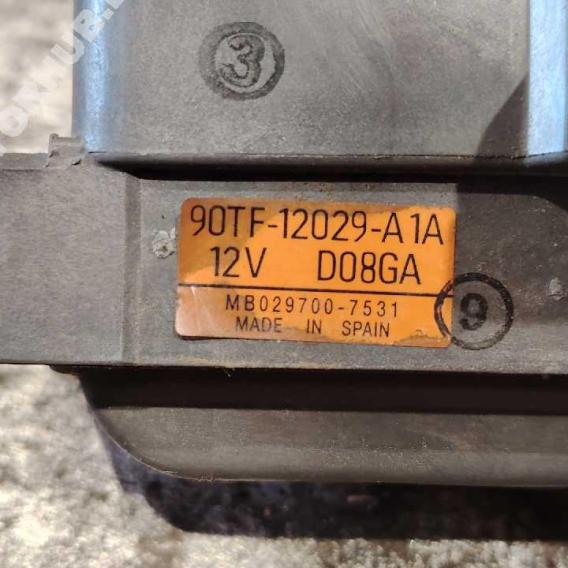 3
90TF-12029-A1A
12V D08GA
MB029700-7531
MADE IN SPAIN
9